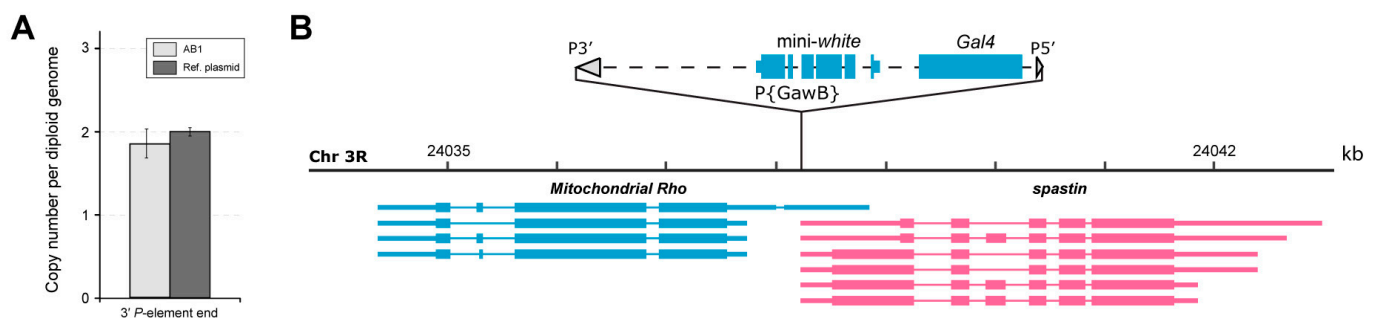 A
Copy number per diploid genome
3
2
1
0
AB1
Ref. plasmid
3′ P-element end
B
P3′
mini-white
Gal4
P5′
P{GawB}
Chr 3R
24035
24042
kb
Mitochondrial Rho
spastin